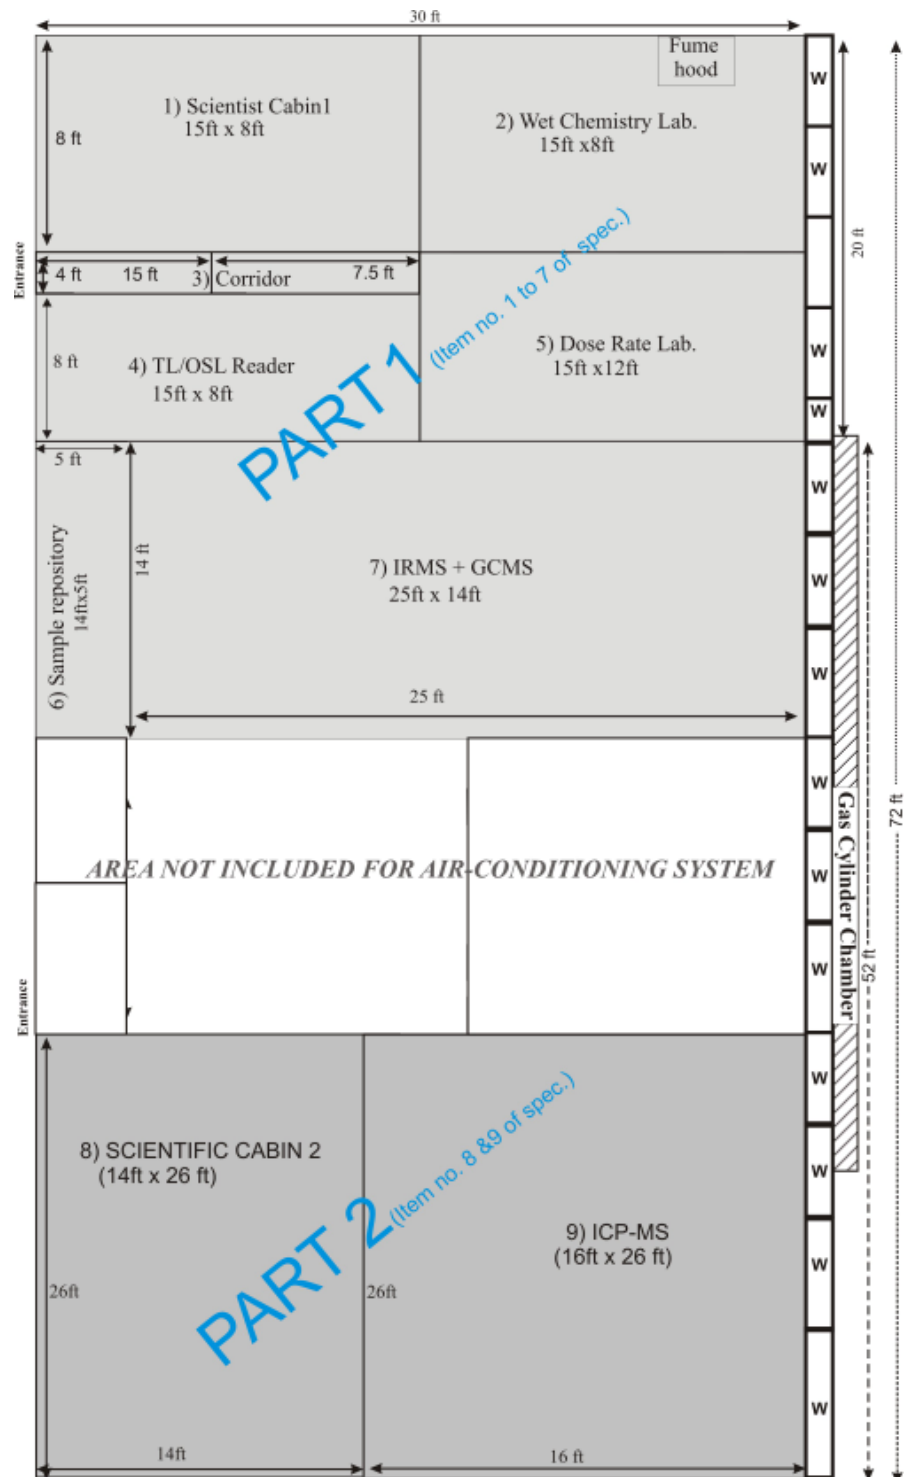 30 ft
Fume
hood
1) Scientist Cabin1
15ft x 8ft
2) Wet Chemistry Lab.
15ft x8ft
8 ft
W
W
20 ft
Entrance
4 ft
15 ft
3) Corridor
7.5 ft
8 ft
4) TL/OSL Reader
15ft x 8ft
5) Dose Rate Lab.
15ft x12ft
W
W
PART 1 (Item no. 1 to 7 of spec.)
5 ft
14 ft
6) Sample repository
14ftx5ft
7) IRMS + GCMS
25ft x 14ft
25 ft
W
W
W
AREA NOT INCLUDED FOR AIR-CONDITIONING SYSTEM
W
W
W
Gas Cylinder Chamber
52 ft
72 ft
Entrance
8) SCIENTIFIC CABIN 2
(14ft x 26 ft)
PART 2 (Item no. 8 &9 of spec.)
9) ICP-MS
(16ft x 26 ft)
26ft
26ft
14ft
16 ft
W
W
W
W